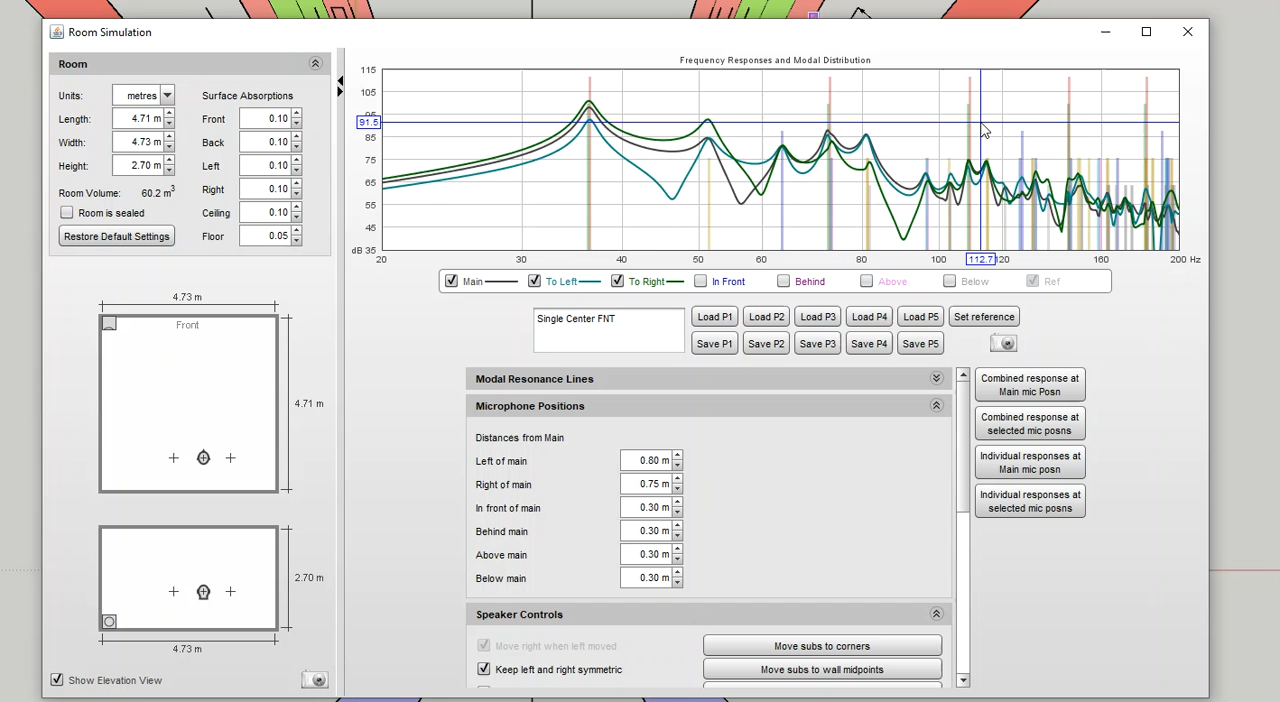 Room Simulation
Room
Units: metres
Length: 4.71 m
Width: 4.73 m
Height: 2.70 m
Room Volume: 60.2 m3
Room is sealed
Restore Default Settings
Surface Absorptions
Front 0.10
Back 0.10
Left 0.10
Right 0.10
Ceiling 0.10
Floor 0.05
4.73 m
Front
4.71 m
2.70 m
4.73 m
Show Elevation View
Frequency Responses and Modal Distribution
115
105
91.5
85
75
65
55
45
dB 35
20 30 40 50 60 80 100 112.7 120 160 200 Hz
Main To Left To Right In Front Behind Above Below Ref
Single Center FNT
Load P1 Load P2 Load P3 Load P4 Load P5 Set reference
Save P1 Save P2 Save P3 Save P4 Save P5
Modal Resonance Lines
Microphone Positions
Distances from Main
Left of main 0.80 m
Right of main 0.75 m
In front of main 0.30 m
Behind main 0.30 m
Above main 0.30 m
Below main 0.30 m
Speaker Controls
Move right when left moved
Move subs to corners
Keep left and right symmetric
Move subs to wall midpoints
Combined response at
Main mic Posn
Combined response at
selected mic posns
Individual responses at
Main mic posn
Individual responses at
selected mic posns